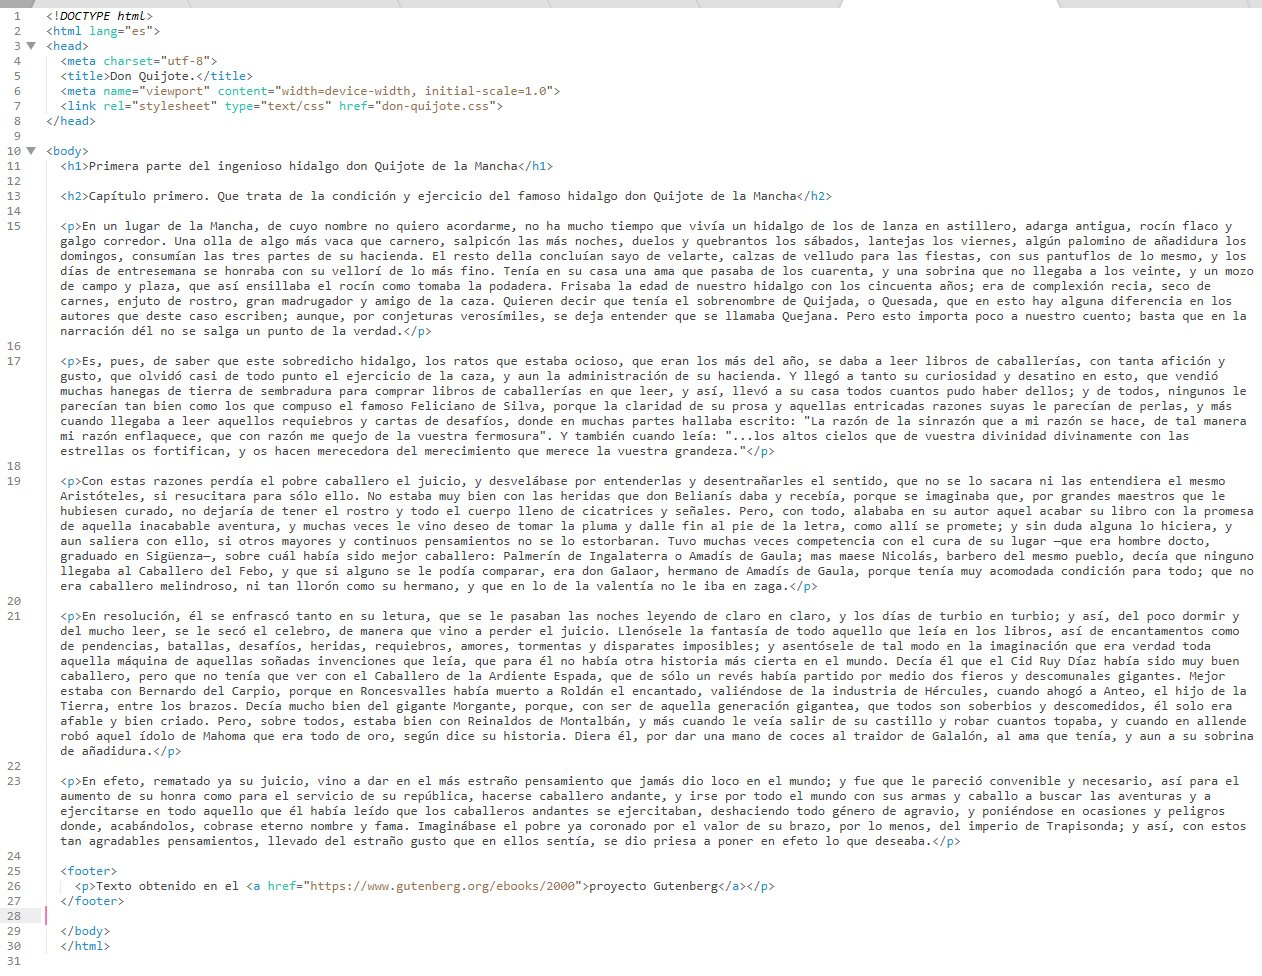 1 <!DOCTYPE html>
2 <html lang="es">
3 <head>
4 <meta charset="utf-8">
5 <title>Don Quijote.</title>
6 <meta name="viewport" content="width=device-width, initial-scale=1.0">
7 <link rel="stylesheet" type="text/css" href="don-quijote.css">
8 </head>
9
10 <body>
11 <h1>Primera parte del ingenioso hidalgo don Quijote de la Mancha</h1>
12
13 <h2>Capítulo primero. Que trata de la condición y ejercicio del famoso hidalgo don Quijote de la Mancha</h2>
14
15 <p>En un lugar de la Mancha, de cuyo nombre no quiero acordarme, no ha mucho tiempo que vivía un hidalgo de los de lanza en astillero, adarga antigua, rocín flaco y
galgo corredor. Una olla de algo más vaca que carnero, salpicón las más noches, duelos y quebrantos los sábados, lantejas los viernes, algún palomino de añadidura los
domingos, consumían las tres partes de su hacienda. El resto della concluían sayo de velarte, calzas de velludo para las fiestas, con sus pantuflos de lo mesmo, y los
días de entresemana se honraba con su vellorí de lo más fino. Tenía en su casa una ama que pasaba de los cuarenta, y una sobrina que no llegaba a los veinte, y un mozo
de campo y plaza, que así ensillaba el rocín como tomaba la podadera. Frisaba la edad de nuestro hidalgo con los cincuenta años; era de complexión recia, seco de
carnes, enjuto de rostro, gran madrugador y amigo de la caza. Quieren decir que tenía el sobrenombre de Quijada, o Quesada, que en esto hay alguna diferencia en los
autores que deste caso escriben; aunque, por conjeturas verosímiles, se deja entender que se llamaba Quejana. Pero esto importa poco a nuestro cuento; basta que en la
narración dél no se salga un punto de la verdad.</p>
16
17 <p>Es, pues, de saber que este sobredicho hidalgo, los ratos que estaba ocioso, que eran los más del año, se daba a leer libros de caballerías, con tanta afición y
gusto, que olvidó casi de todo punto el ejercicio de la caza, y aun la administración de su hacienda. Y llegó a tanto su curiosidad y desatino en esto, que vendió
muchas hanegas de tierra de sembradura para comprar libros de caballerías en que leer, y así, llevó a su casa todos cuantos pudo haber dellos; y de todos, ningunos le
parecían tan bien como los que compuso el famoso Feliciano de Silva, porque la claridad de su prosa y aquellas entricadas razones suyas le parecían de perlas, y más
cuando llegaba a leer aquellos requiebros y cartas de desafíos, donde en muchas partes hallaba escrito: "La razón de la sinrazón que a mi razón se hace, de tal manera
mi razón enflaquece, que con razón me quejo de la vuestra fermosura". Y también cuando leía: "...los altos cielos que de vuestra divinidad divinamente con las
estrellas os fortifican, y os hacen merecedora del merecimiento que merece la vuestra grandeza."</p>
18
19 <p>Con estas razones perdía el pobre caballero el juicio, y desvelábase por entenderlas y desentrañarles el sentido, que no se lo sacara ni las entendiera el mesmo
Aristóteles, si resucitara para sólo ello. No estaba muy bien con las heridas que don Belianís daba y recebía, porque se imaginaba que, por grandes maestros que le
hubiesen curado, no dejaría de tener el rostro y todo el cuerpo lleno de cicatrices y señales. Pero, con todo, alababa en su autor aquel acabar su libro con la promesa
de aquella inacabable aventura, y muchas veces le vino deseo de tomar la pluma y dalle fin al pie de la letra, como allí se promete; y sin duda alguna lo hiciera, y
aun saliera con ello, si otros mayores y continuos pensamientos no se lo estorbaran. Tuvo muchas veces competencia con el cura de su lugar —que era hombre docto,
graduado en Sigüenza—, sobre cuál había sido mejor caballero: Palmerín de Ingalaterra o Amadís de Gaula; mas maese Nicolás, barbero del mesmo pueblo, decía que ninguno
llegaba al Caballero del Febo, y que si alguno se le podía comparar, era don Galaor, hermano de Amadís de Gaula, porque tenía muy acomodada condición para todo; que no
era caballero melindroso, ni tan llorón como su hermano, y que en lo de la valentía no le iba en zaga.</p>
20
21 <p>En resolución, él se enfrascó tanto en su letura, que se le pasaban las noches leyendo de claro en claro, y los días de turbio en turbio; y así, del poco dormir y
del mucho leer, se le secó el celebro, de manera que vino a perder el juicio. Llenósele la fantasía de todo aquello que leía en los libros, así de encantamentos como
de pendencias, batallas, desafíos, heridas, requiebros, amores, tormentas y disparates imposibles; y asentósele de tal modo en la imaginación que era verdad toda
aquella máquina de aquellas soñadas invenciones que leía, que para él no había otra historia más cierta en el mundo. Decía él que el Cid Ruy Díaz había sido muy buen
caballero, pero que no tenía que ver con el Caballero de la Ardiente Espada, que de sólo un revés había partido por medio dos fieros y descomunales gigantes. Mejor
estaba con Bernardo del Carpio, porque en Roncesvalles había muerto a Roldán el encantado, valiéndose de la industria de Hércules, cuando ahogó a Anteo, el hijo de la
Tierra, entre los brazos. Decía mucho bien del gigante Morgante, porque, con ser de aquella generación gigantea, que todos son soberbios y descomedidos, él solo era
afable y bien criado. Pero, sobre todos, estaba bien con Reinaldos de Montalbán, y más cuando le veía salir de su castillo y robar cuantos topaba, y cuando en allende
robó aquel ídolo de Mahoma que era todo de oro, según dice su historia. Diera él, por dar una mano de coces al traidor de Galalón, al ama que tenía, y aun a su sobrina
de añadidura.</p>
22
23 <p>En efeto, rematado ya su juicio, vino a dar en el más estraño pensamiento que jamás dio loco en el mundo; y fue que le pareció convenible y necesario, así para el
aumento de su honra como para el servicio de su república, hacerse caballero andante, y irse por todo el mundo con sus armas y caballo a buscar las aventuras y a
ejercitarse en todo aquello que él había leído que los caballeros andantes se ejercitaban, deshaciendo todo género de agravio, y poniéndose en ocasiones y peligros
donde, acabándolos, cobrase eterno nombre y fama. Imaginábase el pobre ya coronado por el valor de su brazo, por lo menos, del imperio de Trapisonda; y así, con estos
tan agradables pensamientos, llevado del estraño gusto que en ellos sentía, se dio priesa a poner en efeto lo que deseaba.</p>
24
25 <footer>
26 <p>Texto obtenido en el <a href="https://www.gutenberg.org/ebooks/2000">proyecto Gutenberg</a></p>
27 </footer>
28
29 </body>
30 </html>
31